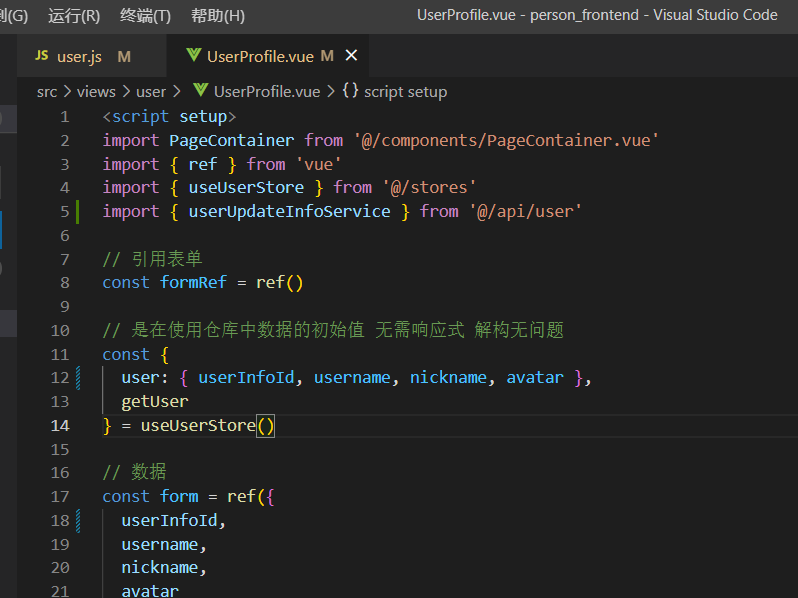 (G) 运行(R) 终端(T) 帮助(H) UserProfile.vue - person_frontend - Visual Studio Code
JS user.js M UserProfile.vue M
src > views > user > UserProfile.vue > {} script setup
1 <script setup>
2 import PageContainer from '@/components/PageContainer.vue'
3 import { ref } from 'vue'
4 import { useUserStore } from '@/stores'
5 import { userUpdateInfoService } from '@/api/user'
6
7 // 引用表单
8 const formRef = ref()
9
10 // 是在使用仓库中数据的初始值 无需响应式 解构无问题
11 const {
12 user: { userInfoId, username, nickname, avatar },
13 getUser
14 } = useUserStore()
15
16 // 数据
17 const form = ref({
18 userInfoId,
19 username,
20 nickname,
21 avatar